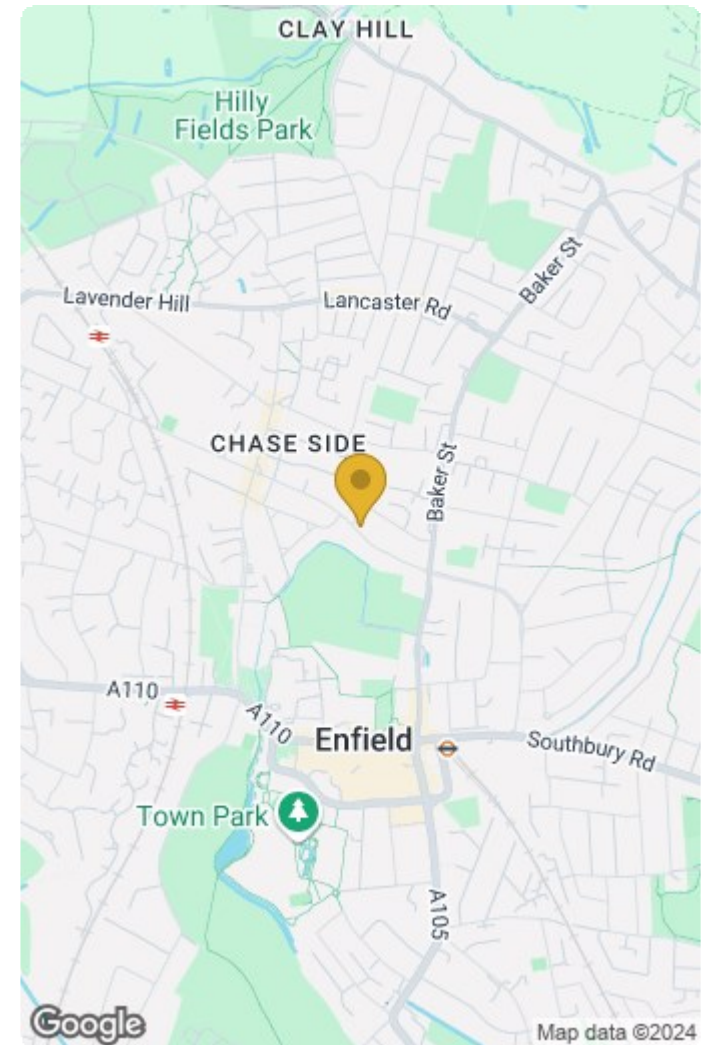 CLAY HILL
Hilly
Fields Park
Baker St
Lavender Hill
Lancaster Rd
CHASE SIDE
Baker St
A110
A110
Enfield
Southbury Rd
Town Park
A105
Google
Map data ©2024